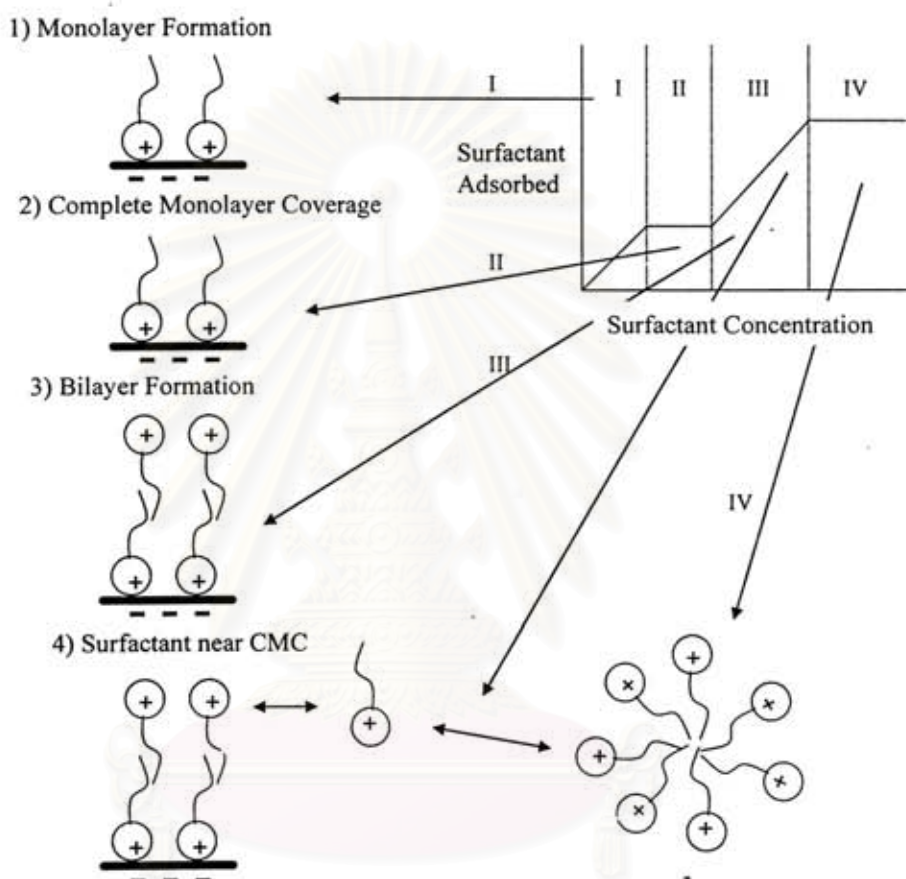 1) Monolayer Formation
I
I II III IV
Surfactant
Adsorbed
+ +
- - -
2) Complete Monolayer Coverage
II
+ +
- - -
Surfactant Concentration
3) Bilayer Formation
III
+ +
+ +
- - -
IV
4) Surfactant near CMC
+ +
+
+ +
- - -
+
x
x
+
x
x
+